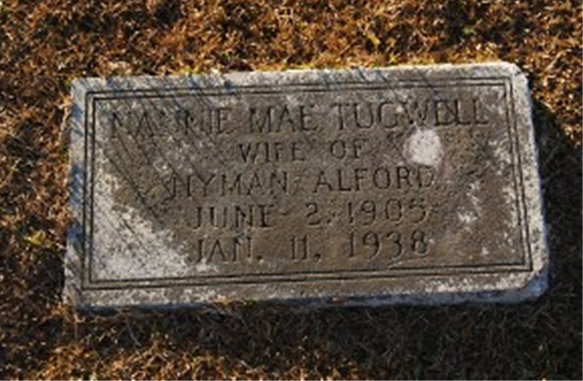 NANNIE MAE TUGWELL
WIFE OF
HYMAN ALFORD
JUNE 2, 1905
JAN. 11, 1938